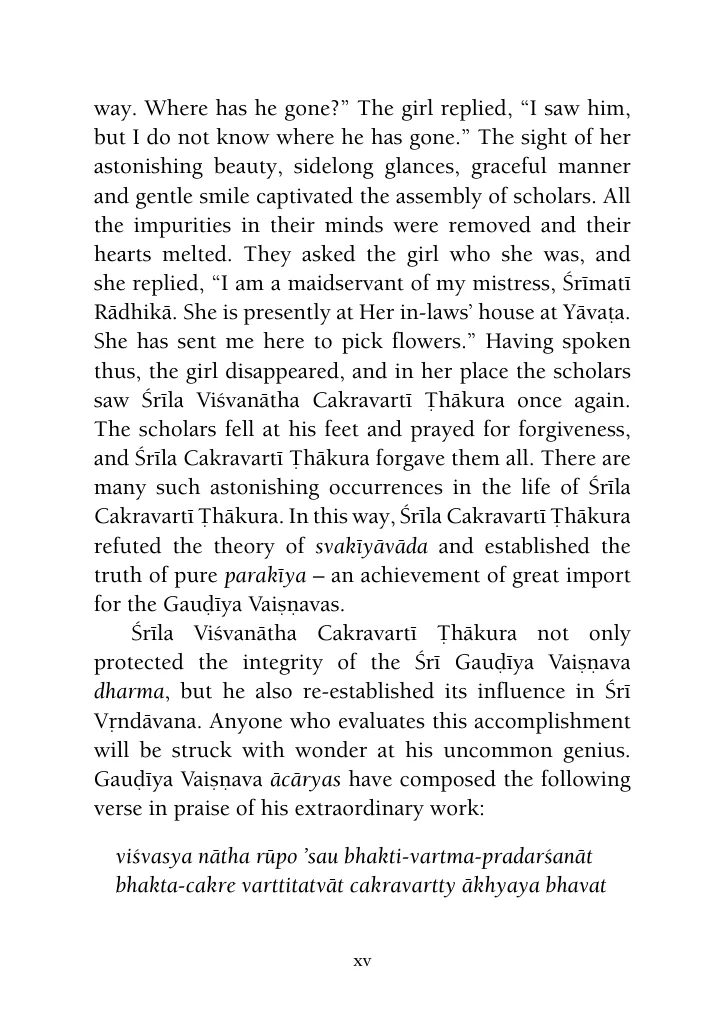 way. Where has he gone?” The girl replied, “I saw him,
but I do not know where he has gone.” The sight of her
astonishing beauty, sidelong glances, graceful manner
and gentle smile captivated the assembly of scholars. All
the impurities in their minds were removed and their
hearts melted. They asked the girl who she was, and
she replied, “I am a maidservant of my mistress, Śrīmatī
Rādhikā. She is presently at Her in-laws’ house at Yāvaṭa.
She has sent me here to pick flowers.” Having spoken
thus, the girl disappeared, and in her place the scholars
saw Śrīla Viśvanātha Cakravartī Ṭhākura once again.
The scholars fell at his feet and prayed for forgiveness,
and Śrīla Cakravartī Ṭhākura forgave them all. There are
many such astonishing occurrences in the life of Śrīla
Cakravartī Ṭhākura. In this way, Śrīla Cakravartī Ṭhākura
refuted the theory of svakīyāvāda and established the
truth of pure parakīya – an achievement of great import
for the Gauḍīya Vaiṣṇavas.
Śrīla Viśvanātha Cakravartī Ṭhākura not only
protected the integrity of the Śrī Gauḍīya Vaiṣṇava
dharma, but he also re-established its influence in Śrī
Vṛndāvana. Anyone who evaluates this accomplishment
will be struck with wonder at his uncommon genius.
Gauḍīya Vaiṣṇava ācāryas have composed the following
verse in praise of his extraordinary work:
viśvasya nātha rūpo ’sau bhakti-vartma-pradarśanāt
bhakta-cakre varttitatvāt cakravartty ākhyaya bhavat
xv